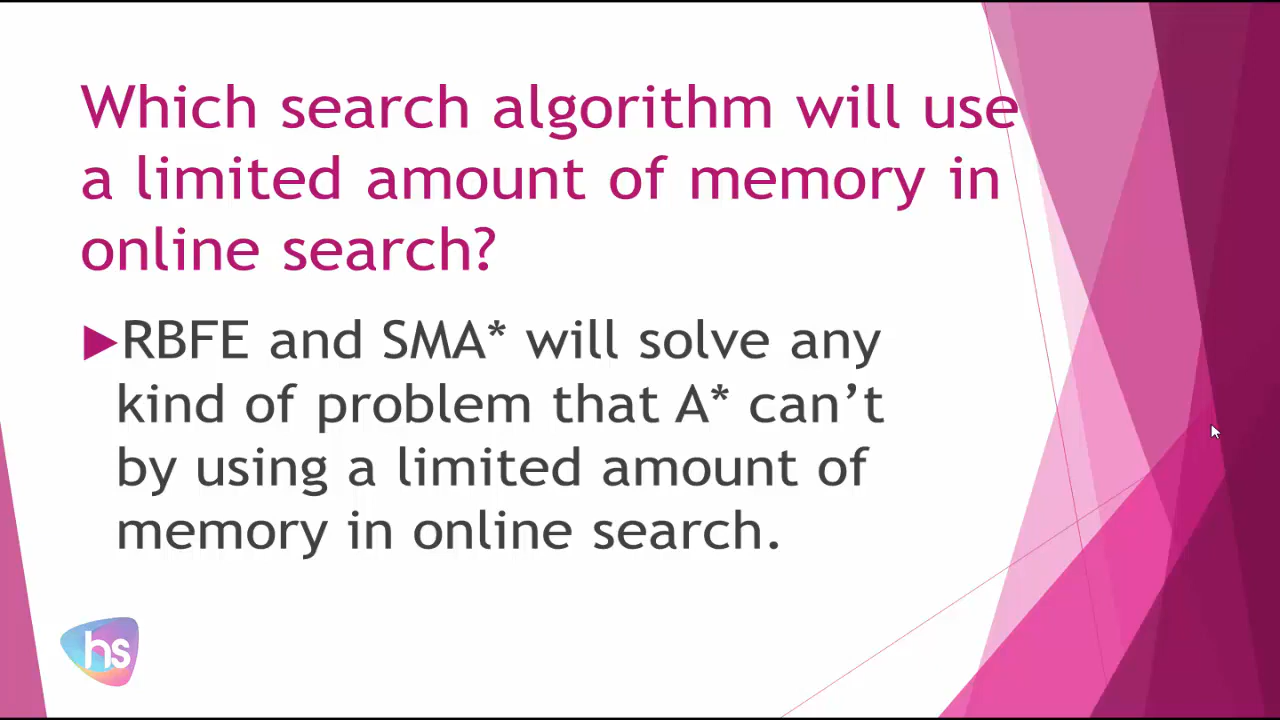 Which search algorithm will use
a limited amount of memory in
online search?
RBFE and SMA* will solve any
kind of problem that A* can’t
by using a limited amount of
memory in online search.
hs